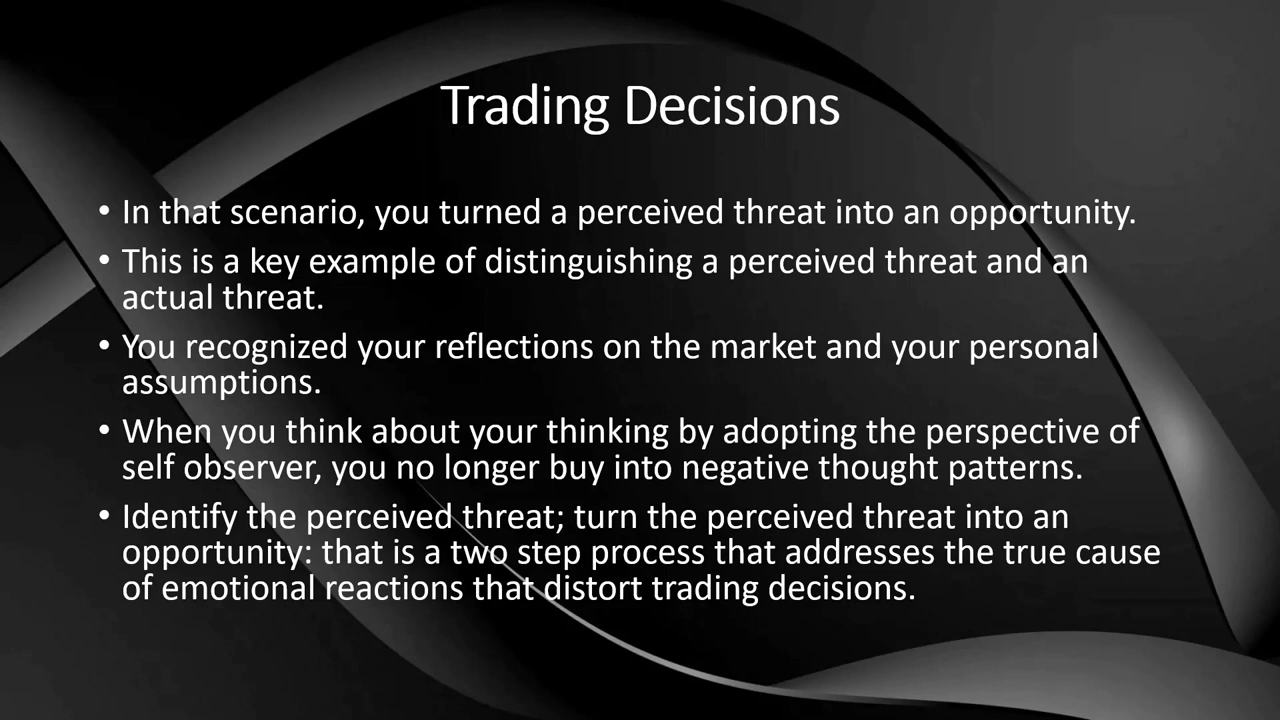 Trading Decisions
• In that scenario, you turned a perceived threat into an opportunity.
• This is a key example of distinguishing a perceived threat and an
actual threat.
• You recognized your reflections on the market and your personal
assumptions.
• When you think about your thinking by adopting the perspective of
self observer, you no longer buy into negative thought patterns.
• Identify the perceived threat; turn the perceived threat into an
opportunity: that is a two step process that addresses the true cause
of emotional reactions that distort trading decisions.